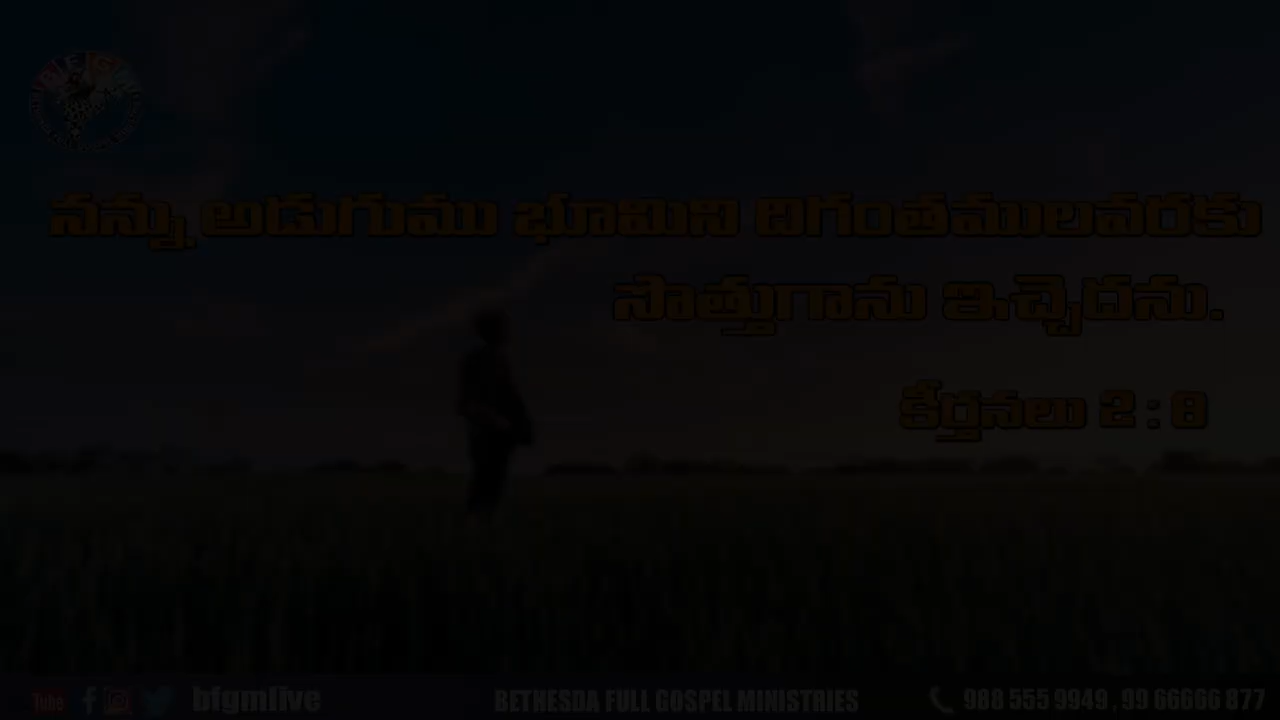 నన్ను అడుగుము భూమిని దిగంతములవరకు
సొత్తుగాను ఇచ్చెదను.
కీర్తనలు 2 : 8
Tube bfgmlive BETHESDA FULL GOSPEL MINISTRIES 988 555 9949 , 99 66666 877